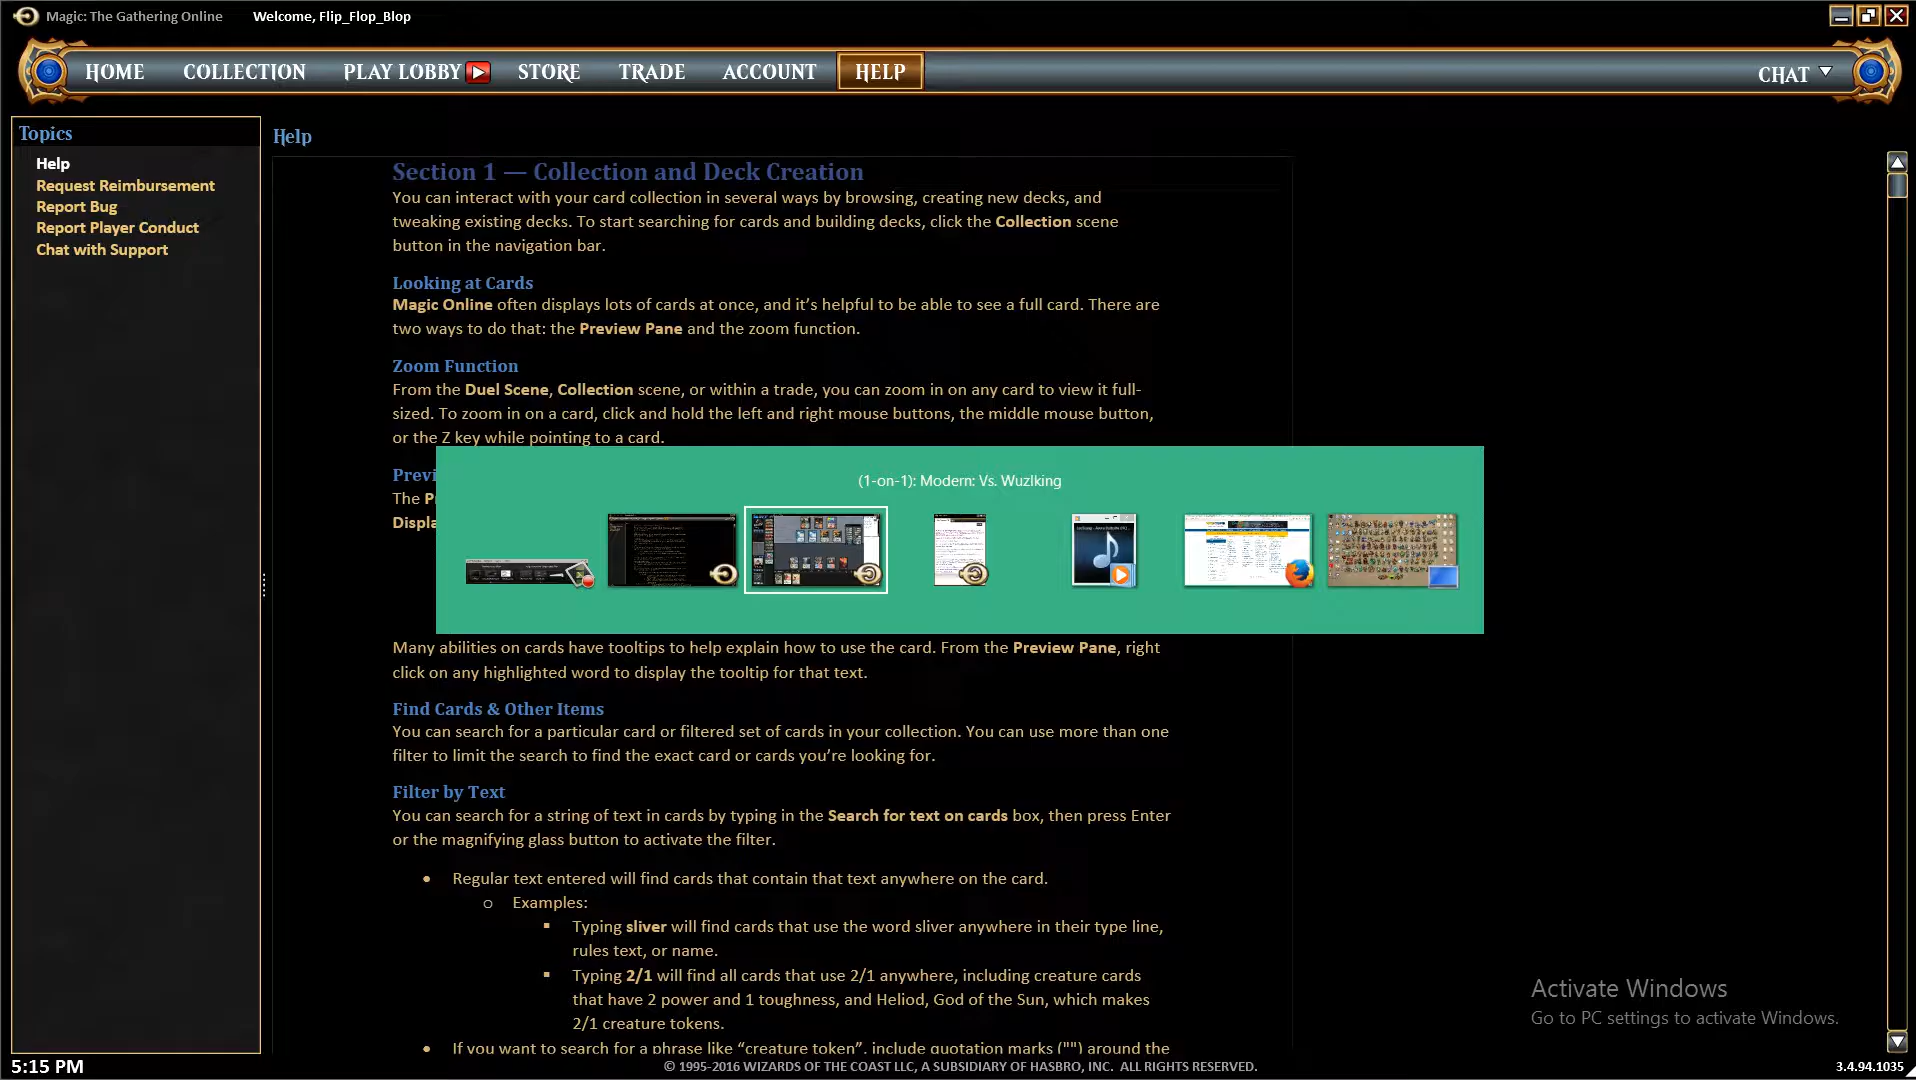 Magic: The Gathering Online
Welcome, Flip_Flop_Blop
HOME
COLLECTION
PLAY LOBBY
STORE
TRADE
ACCOUNT
HELP
CHAT
Topics
Help
Request Reimbursement
Report Bug
Report Player Conduct
Chat with Support
Help
Section 1 — Collection and Deck Creation
You can interact with your card collection in several ways by browsing, creating new decks, and
tweaking existing decks. To start searching for cards and building decks, click the Collection scene
button in the navigation bar.
Looking at Cards
Magic Online often displays lots of cards at once, and it’s helpful to be able to see a full card. There are
two ways to do that: the Preview Pane and the zoom function.
Zoom Function
From the Duel Scene, Collection scene, or within a trade, you can zoom in on any card to view it full-
sized. To zoom in on a card, click and hold the left and right mouse buttons, the middle mouse button,
or the Z key while pointing to a card.
Previ
The P
Displa
(1-on-1): Modern: Vs. Wuzlking
Many abilities on cards have tooltips to help explain how to use the card. From the Preview Pane, right
click on any highlighted word to display the tooltip for that text.
Find Cards & Other Items
You can search for a particular card or filtered set of cards in your collection. You can use more than one
filter to limit the search to find the exact card or cards you’re looking for.
Filter by Text
You can search for a string of text in cards by typing in the Search for text on cards box, then press Enter
or the magnifying glass button to activate the filter.
• Regular text entered will find cards that contain that text anywhere on the card.
o Examples:
▪ Typing sliver will find cards that use the word sliver anywhere in their type line,
rules text, or name.
▪ Typing 2/1 will find all cards that use 2/1 anywhere, including creature cards
that have 2 power and 1 toughness, and Heliod, God of the Sun, which makes
2/1 creature tokens.
• If you want to search for a phrase like “creature token”, include quotation marks ("") around the
Activate Windows
Go to PC settings to activate Windows.
5:15 PM
© 1995-2016 WIZARDS OF THE COAST LLC, A SUBSIDIARY OF HASBRO, INC. ALL RIGHTS RESERVED.
3.4.94.1035